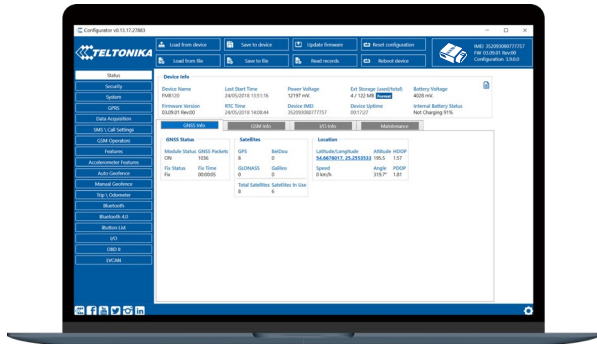 Configurator v0.13.17.27883
TELTONIKA
Load from device
Save to device
Update firmware
Reset configuration
Load from file
Save to file
Read records
Reboot device
IMEI 352093080777757
FW 03.09.01 Rev:00
Configuration 3.9.0.0
Status
Security
System
GPRS
Data Acquisition
SMS \ Call Settings
GSM Operators
Features
Accelerometer Features
Auto Geofence
Manual Geofence
Trip \ Odometer
Bluetooth
Bluetooth 4.0
iButton List
I/O
OBD II
LVCAN
Device Info
Device Name
FMB120
Last Start Time
24/05/2018 13:51:16
Power Voltage
12197 mV.
Ext Storage (used/total)
4 / 122 MB Format
Battery Voltage
4028 mV.
Firmware Version
03.09.01 Rev:00
RTC Time
24/05/2018 14:08:44
Device IMEI
352093080777757
Device Uptime
00:17:27
Internal Battery Status
Not Charging 91%
GNSS Info
GSM Info
I/O Info
Maintenance
GNSS Status
Module Status GNSS Packets
ON 1036
Fix Status Fix Time
Fix 00:00:05
Satellites
GPS BeiDou
8 0
GLONASS Galileo
0 0
Total Satellites Satellites In Use
8 6
Location
Latitude/Longitude Altitude HDOP
54.6678017, 25.2553533 195.5 1.57
Speed Angle PDOP
0 km/h 319.7° 1.81